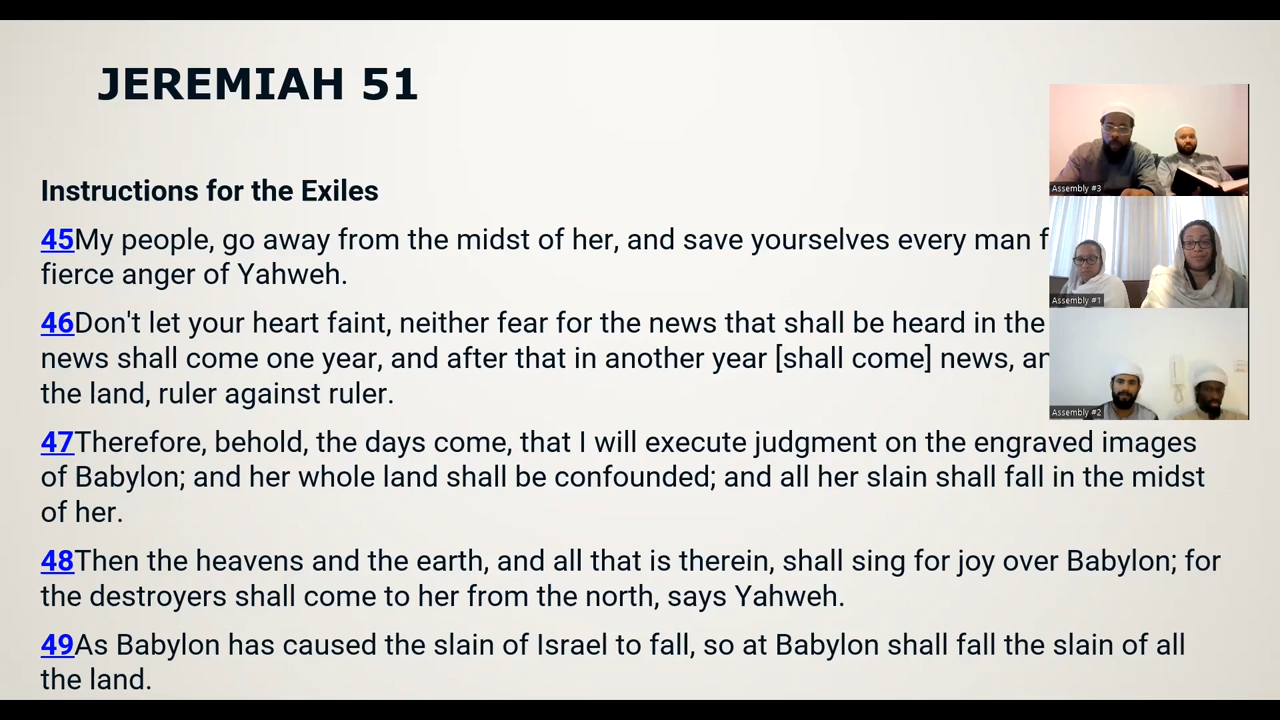 JEREMIAH 51
Instructions for the Exiles
45My people, go away from the midst of her, and save yourselves every man
fierce anger of Yahweh.
46Don't let your heart faint, neither fear for the news that shall be heard in the
news shall come one year, and after that in another year [shall come] news,
the land, ruler against ruler.
47Therefore, behold, the days come, that I will execute judgment on the engraved images
of Babylon; and her whole land shall be confounded; and all her slain shall fall in the midst
of her.
48Then the heavens and the earth, and all that is therein, shall sing for joy over Babylon; for
the destroyers shall come to her from the north, says Yahweh.
49As Babylon has caused the slain of Israel to fall, so at Babylon shall fall the slain of all
the land.
Assembly #3
Assembly #1
Assembly #2